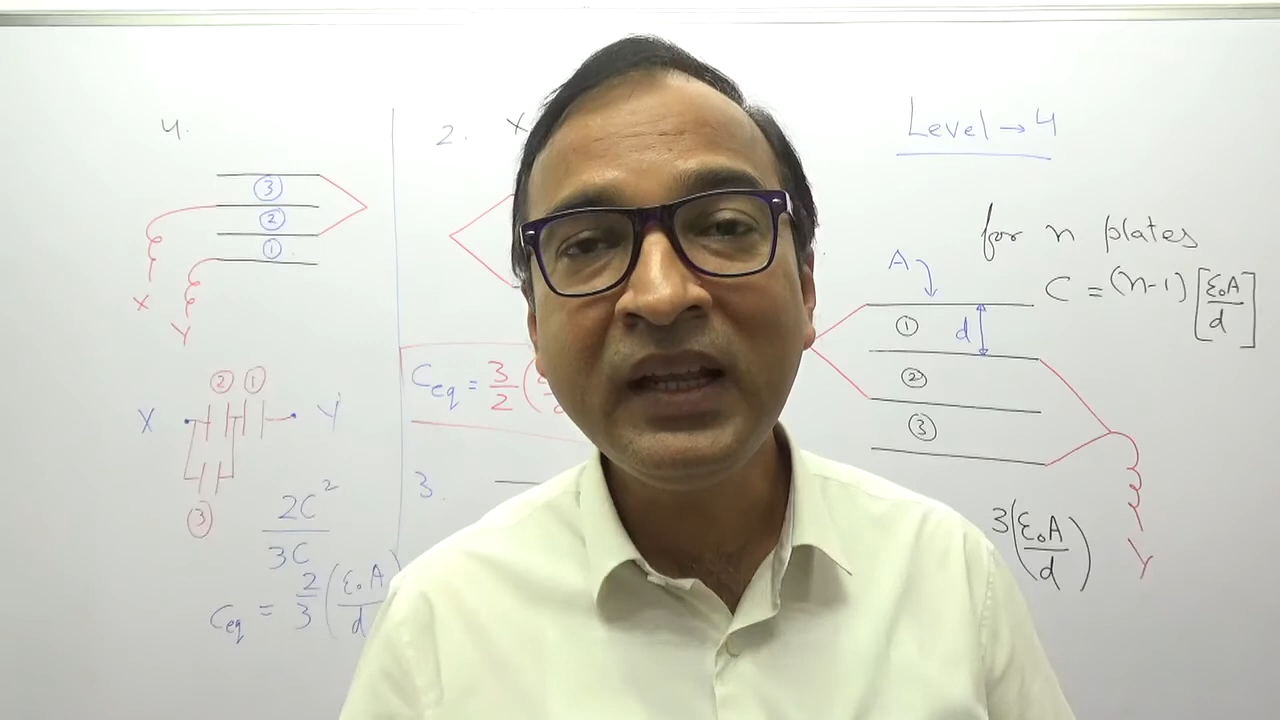 4.
③
②
①
X
Y
② ①
X Y
③
2C²
3C
Ceq = 2/3 (ε₀A/d
2. X
Ceq = 3/2 (
3.
Level → 4
for n plates
C = (n-1) [ε₀A/d]
A
d
①
②
③
3(ε₀A/d)
Y